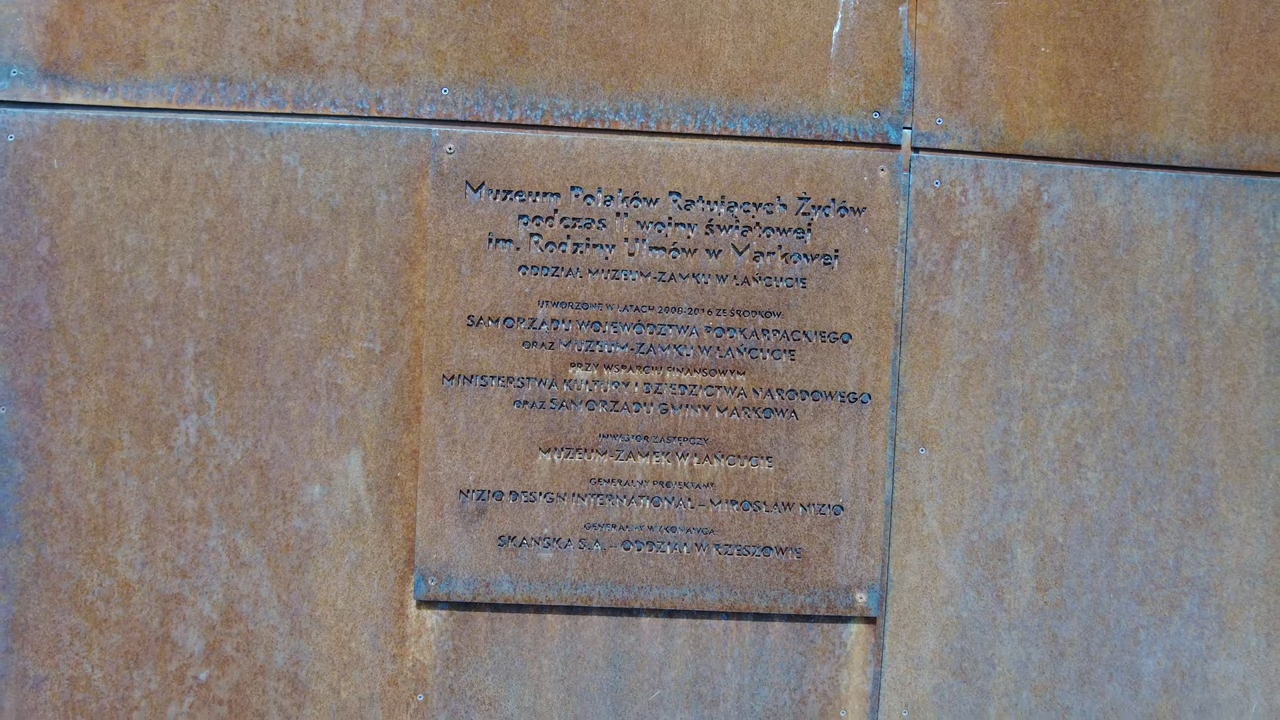 Muzeum Polaków Ratujących Żydów
podczas II wojny światowej
im. Rodziny Ulmów w Markowej
ODDZIAŁ MUZEUM-ZAMKU W ŁAŃCUCIE
UTWORZONE W LATACH 2008-2016 ZE ŚRODKÓW:
SAMORZĄDU WOJEWÓDZTWA PODKARPACKIEGO
ORAZ MUZEUM-ZAMKU W ŁAŃCUCIE
PRZY WSPARCIU FINANSOWYM
MINISTERSTWA KULTURY I DZIEDZICTWA NARODOWEGO
ORAZ SAMORZĄDU GMINY MARKOWA
INWESTOR ZASTĘPCZY
MUZEUM-ZAMEK W ŁAŃCUCIE
GENERALNY PROJEKTANT
NIZIO DESIGN INTERNATIONAL – MIROSŁAW NIZIO
GENERALNY WYKONAWCA
SKANSKA S.A. – ODDZIAŁ W RZESZOWIE